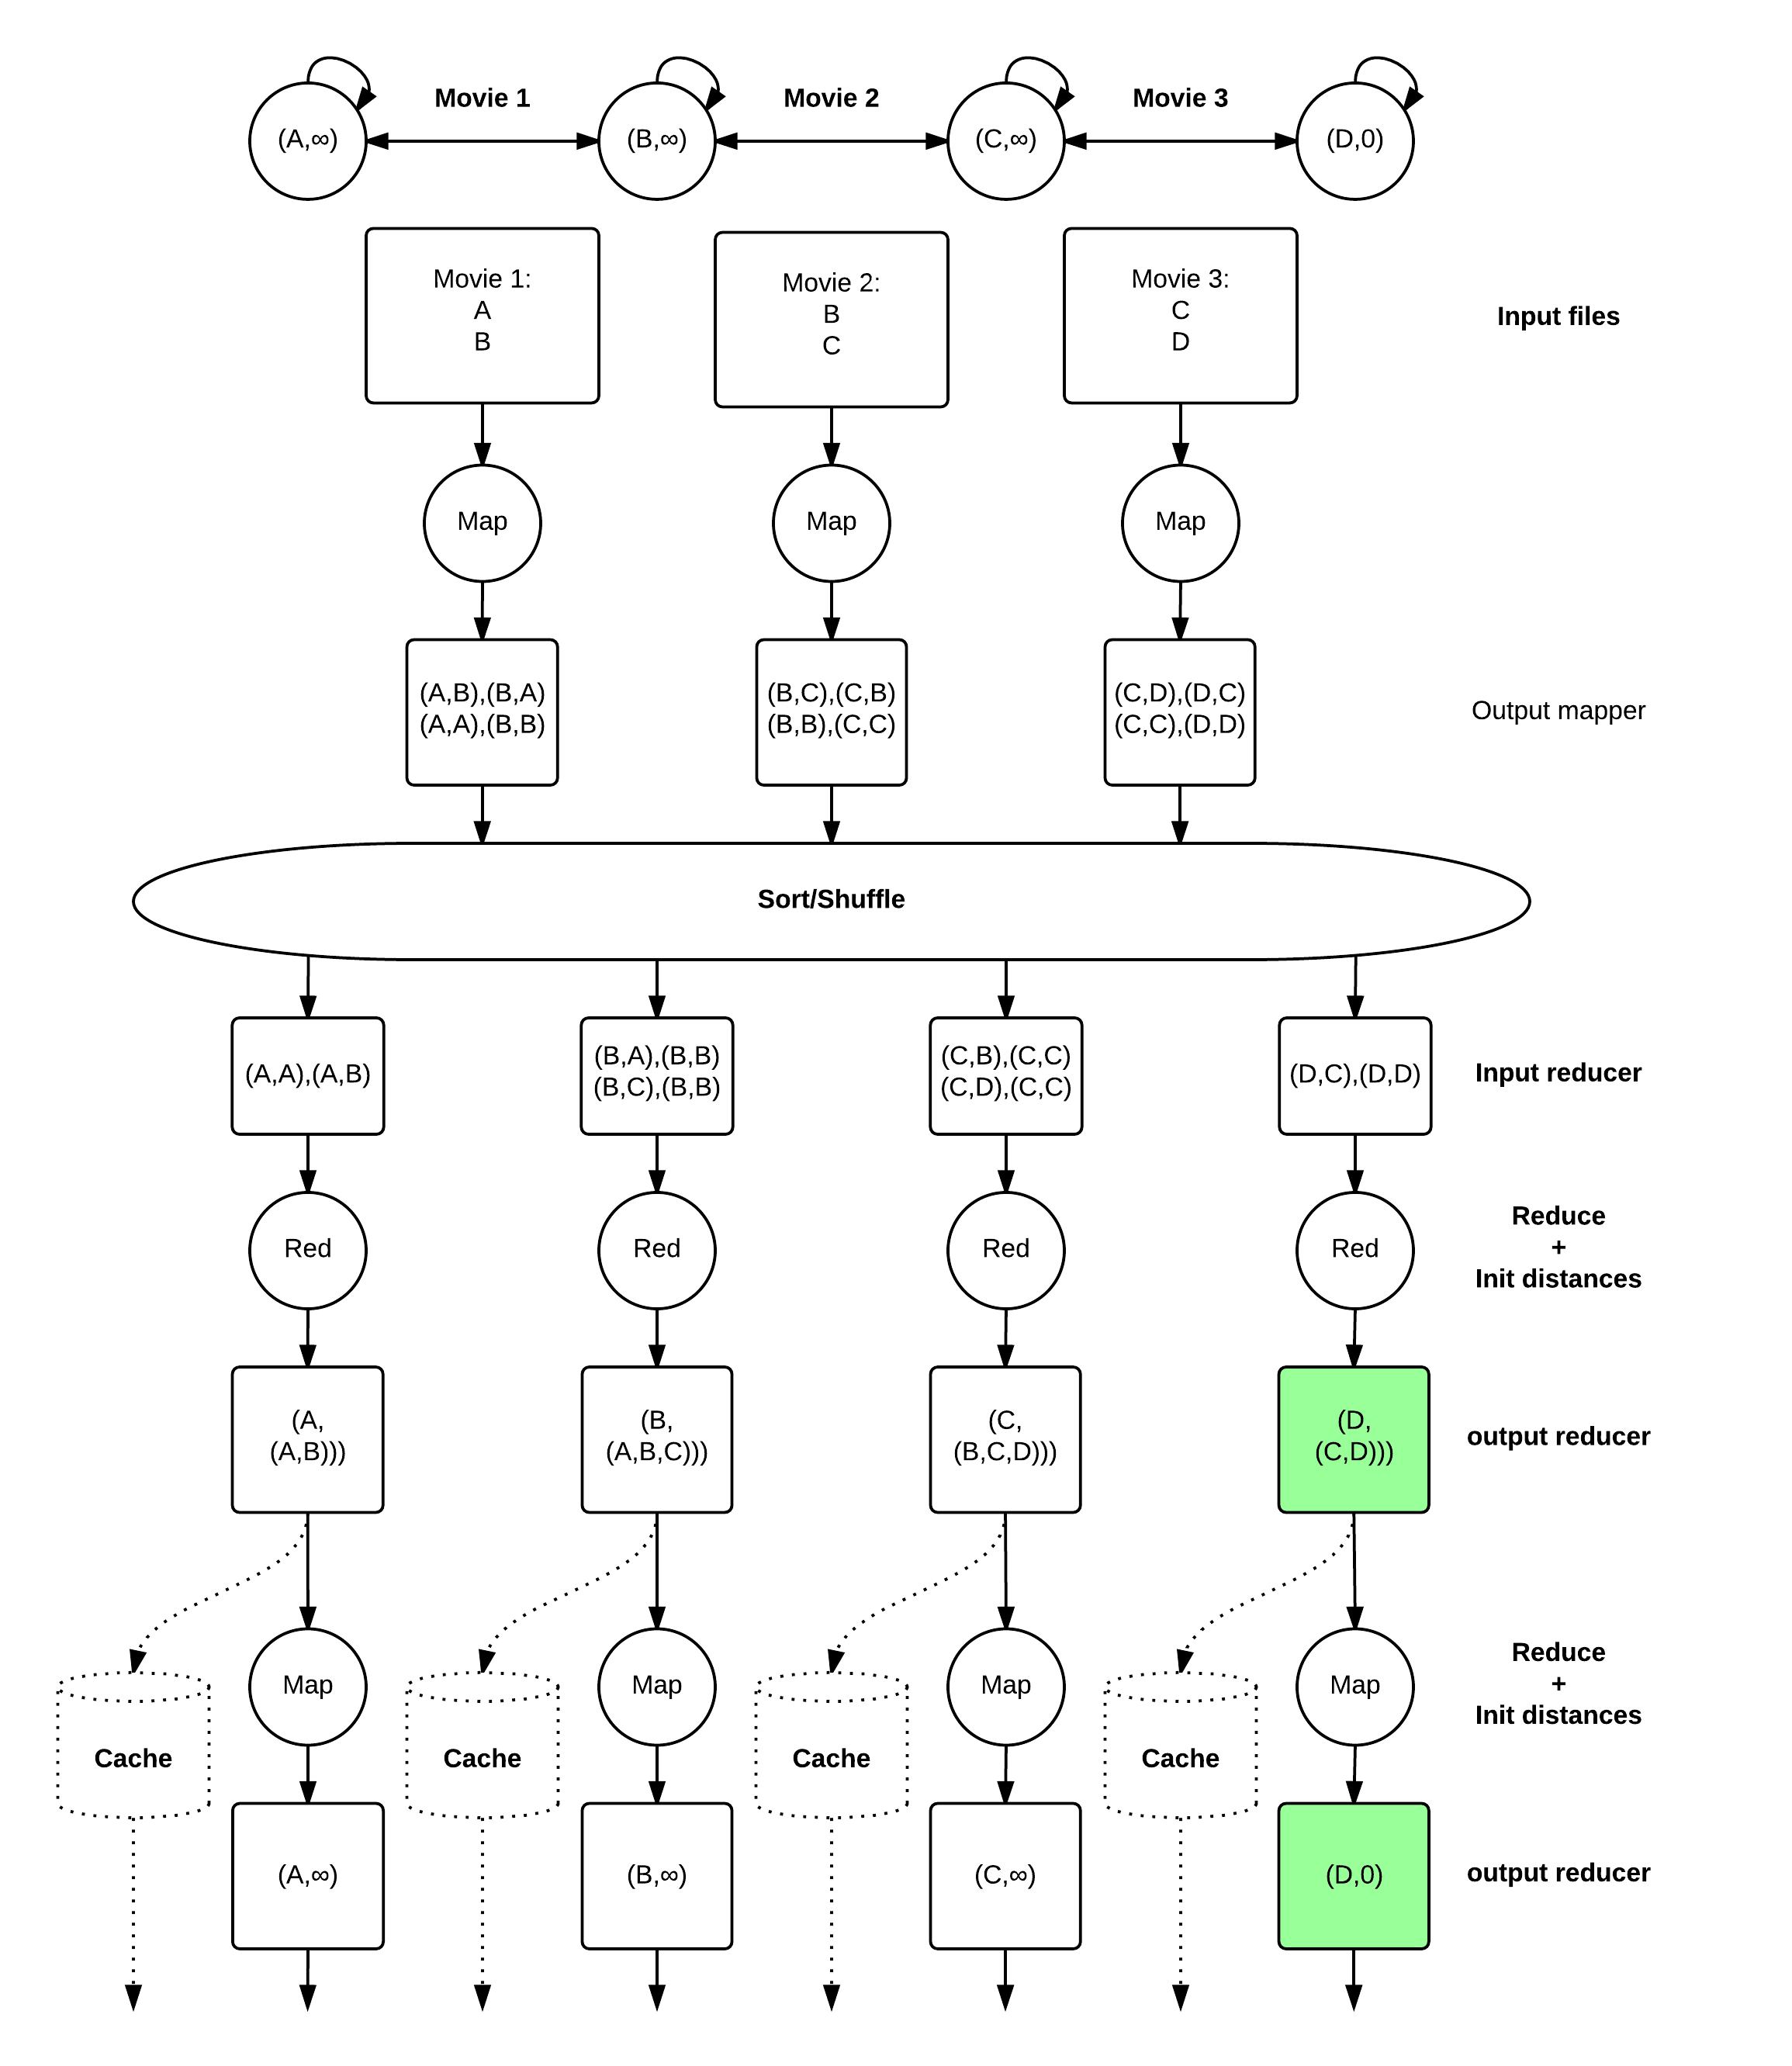 Movie 1
Movie 2
Movie 3
(A,∞)
(B,∞)
(C,∞)
(D,0)
Movie 1:
A
B
Movie 2:
B
C
Movie 3:
C
D
Input files
Map
Map
Map
(A,B),(B,A)
(A,A),(B,B)
(B,C),(C,B)
(B,B),(C,C)
(C,D),(D,C)
(C,C),(D,D)
Output mapper
Sort/Shuffle
(A,A),(A,B)
(B,A),(B,B)
(B,C),(B,B)
(C,B),(C,C)
(C,D),(C,C)
(D,C),(D,D)
Input reducer
Red
Red
Red
Red
Reduce
+
Init distances
(A,
(A,B)))
(B,
(A,B,C)))
(C,
(B,C,D)))
(D,
(C,D)))
output reducer
Map
Map
Map
Map
Reduce
+
Init distances
Cache
Cache
Cache
Cache
(A,∞)
(B,∞)
(C,∞)
(D,0)
output reducer